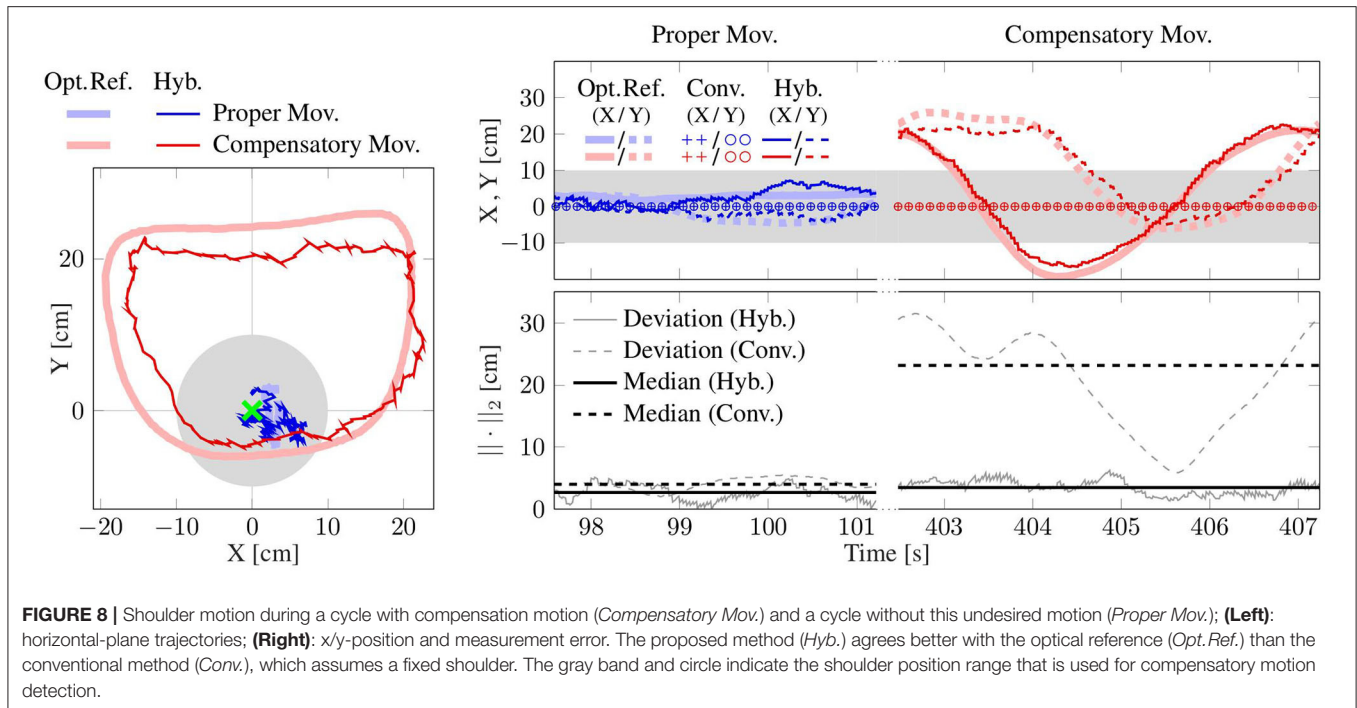 Opt.Ref. Hyb.
Proper Mov.
Compensatory Mov.
20
0
Y [cm]
−20 −10 0 10 20
X [cm]
Proper Mov. Compensatory Mov.
Opt.Ref. Conv. Hyb.
(X / Y) (X / Y) (X / Y)
/ ++ / ○○ /
/ ++ / ○○ /
30
20
10
0
−10
X, Y [cm]
Deviation (Hyb.)
Deviation (Conv.)
Median (Hyb.)
Median (Conv.)
30
20
10
0
|| · ||2 [cm]
98 99 100 101 403 404 405 406 407
Time [s]
FIGURE 8 | Shoulder motion during a cycle with compensation motion (Compensatory Mov.) and a cycle without this undesired motion (Proper Mov.); (Left):
horizontal-plane trajectories; (Right): x/y-position and measurement error. The proposed method (Hyb.) agrees better with the optical reference (Opt.Ref.) than the
conventional method (Conv.), which assumes a fixed shoulder. The gray band and circle indicate the shoulder position range that is used for compensatory motion
detection.